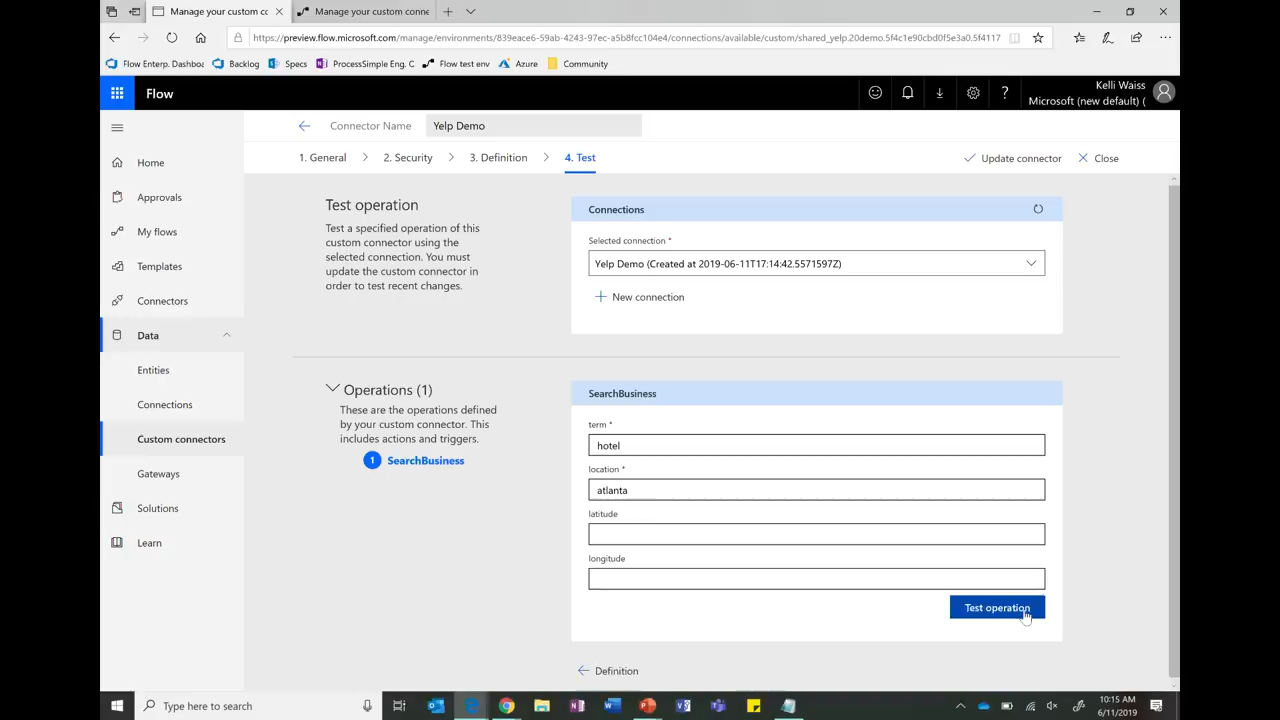 Manage your custom cc
Manage your custom conne
https://preview.flow.microsoft.com/manage/environments/839eace6-59ab-4243-97ec-a5b8fcc104e4/connections/available/custom/shared_yelp.20demo.5f4c1e90cbd0f5e3a0.5f4117
Flow Enterp. Dashboa
Backlog
Specs
ProcessSimple Eng. C
Flow test env
Azure
Community
Flow
Kelli Waiss
Microsoft (new default) (
Connector Name
Yelp Demo
1. General
2. Security
3. Definition
4. Test
Update connector
Close
Home
Approvals
My flows
Templates
Connectors
Data
Entities
Connections
Custom connectors
Gateways
Solutions
Learn
Test operation
Test a specified operation of this
custom connector using the
selected connection. You must
update the custom connector in
order to test recent changes.
Connections
Selected connection *
Yelp Demo (Created at 2019-06-11T17:14:42.5571597Z)
New connection
Operations (1)
These are the operations defined
by your custom connector. This
includes actions and triggers.
1 SearchBusiness
SearchBusiness
term *
hotel
location *
atlanta
latitude
longitude
Test operation
Definition
Type here to search
10:15 AM
6/11/2019